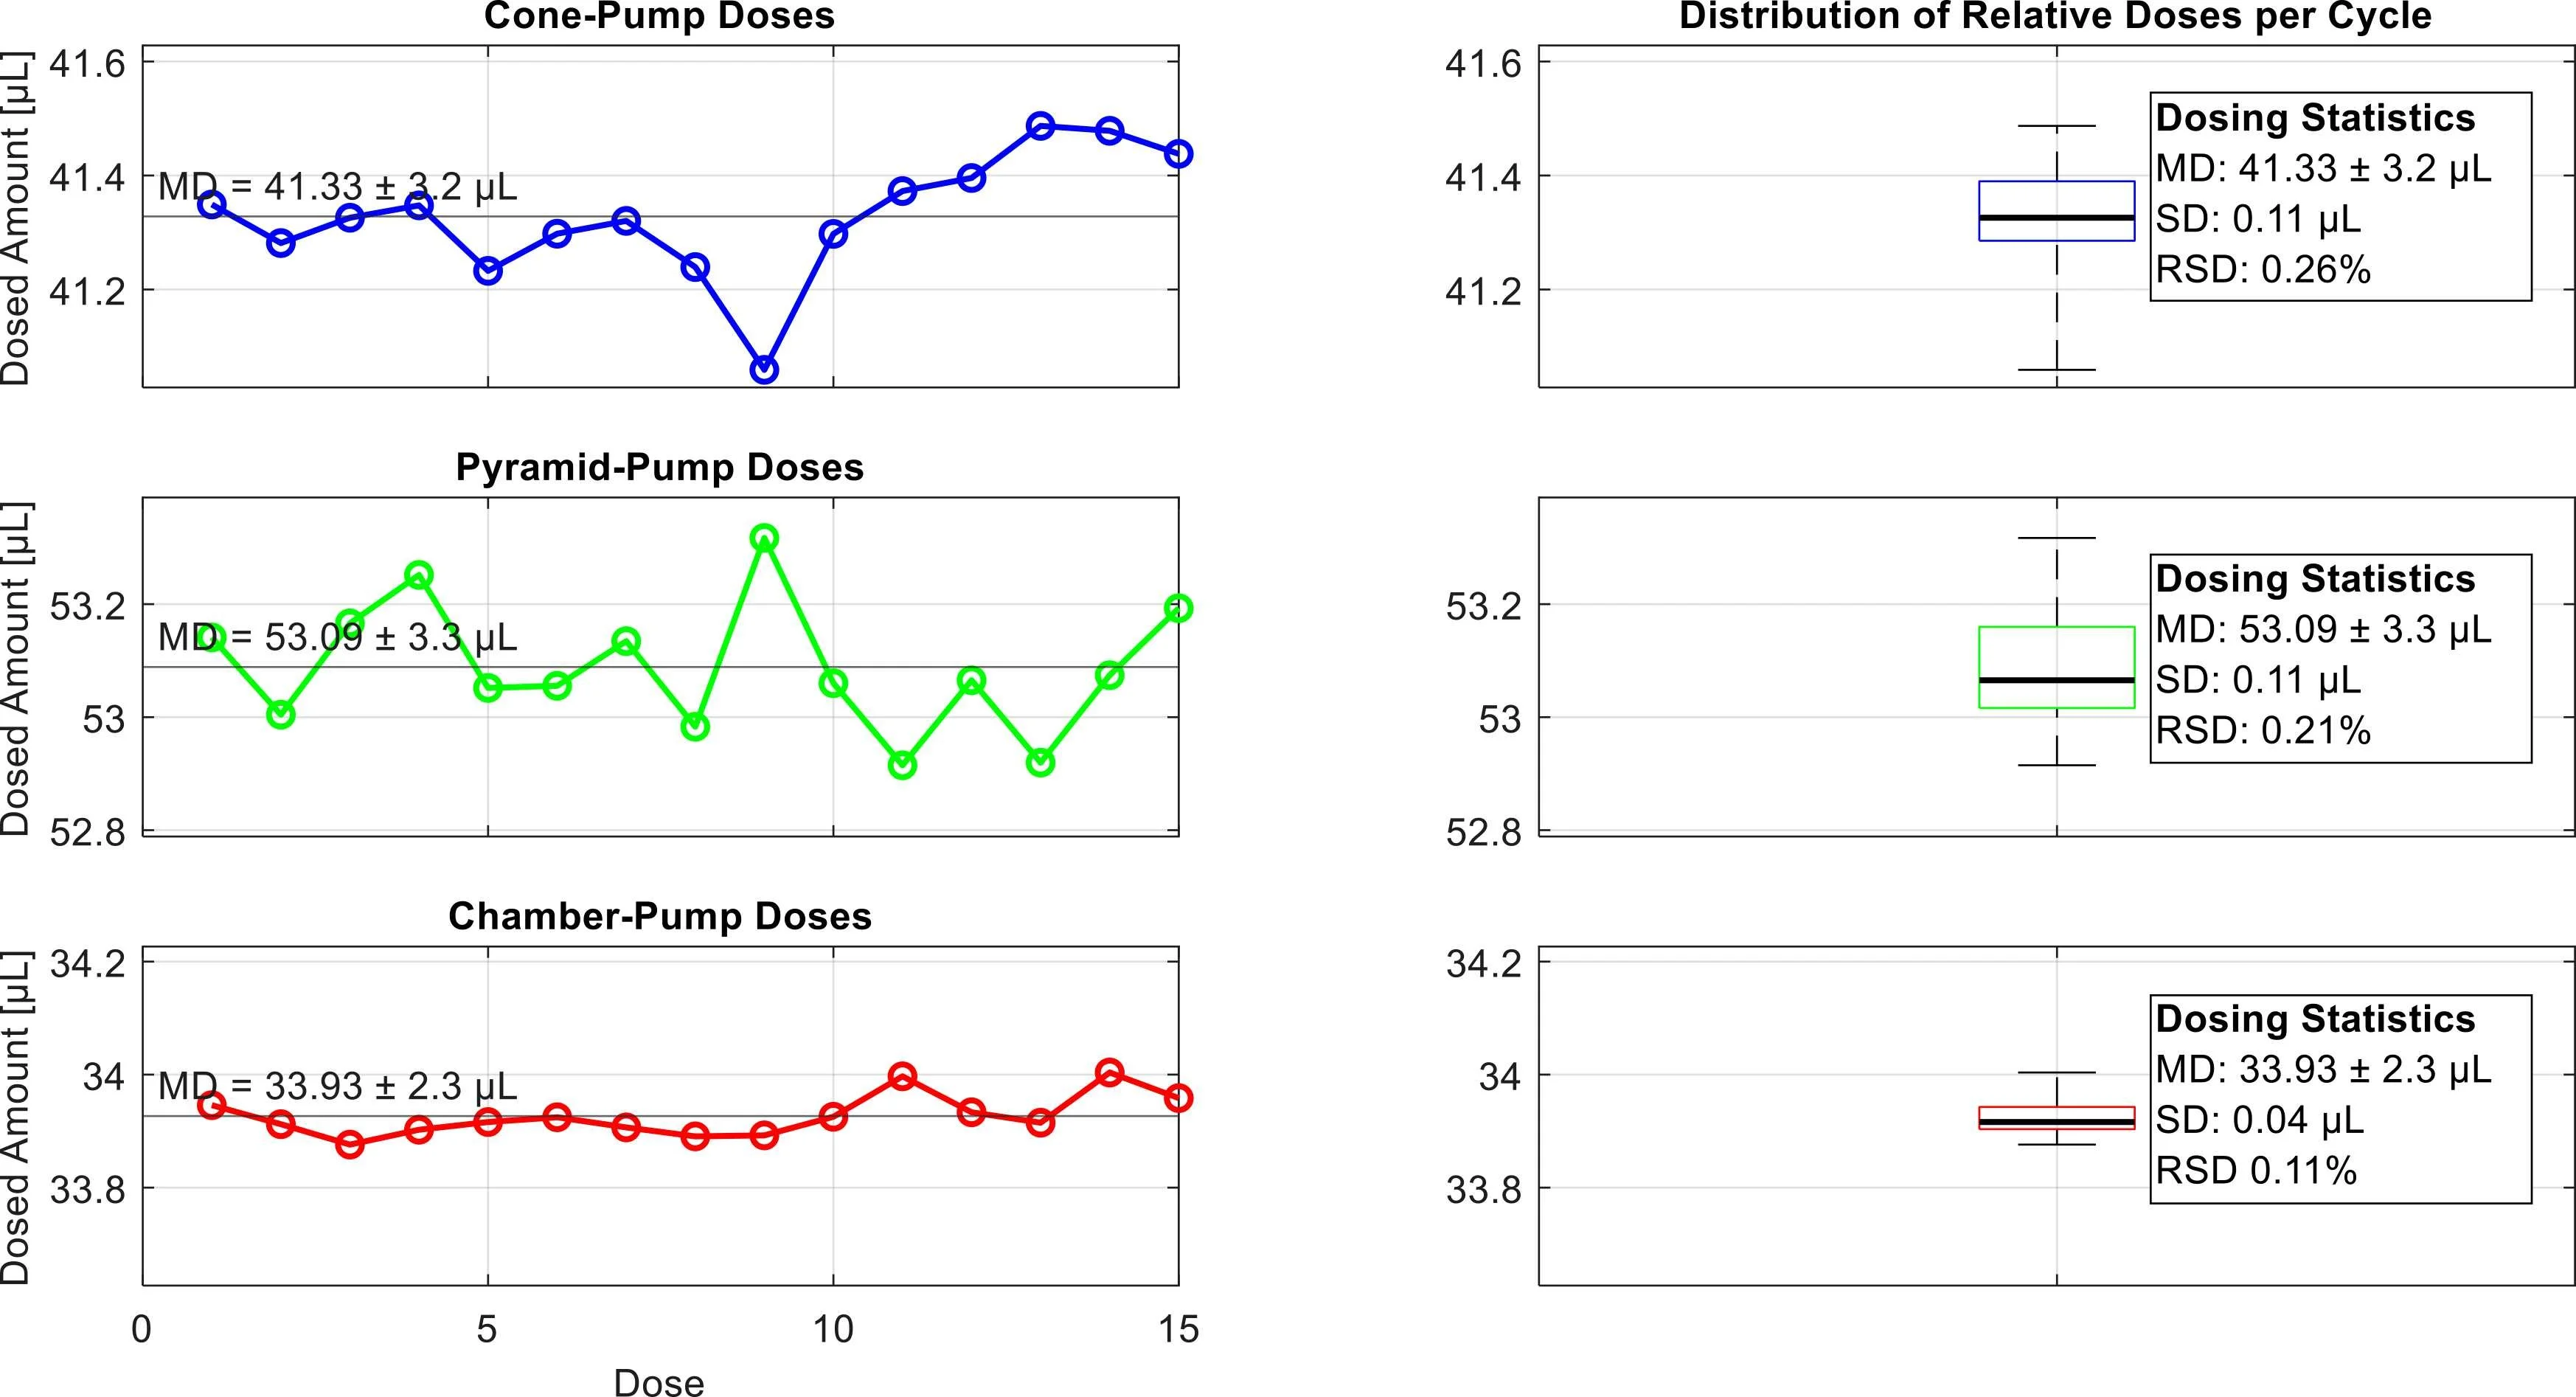 Cone-Pump Doses
Dosed Amount [µL]
41.6
41.4
41.2
MD = 41.33 ± 3.2 µL
Distribution of Relative Doses per Cycle
41.6
41.4
41.2
Dosing Statistics
MD: 41.33 ± 3.2 µL
SD: 0.11 µL
RSD: 0.26%
Pyramid-Pump Doses
Dosed Amount [µL]
53.2
53
52.8
MD = 53.09 ± 3.3 µL
53.2
53
52.8
Dosing Statistics
MD: 53.09 ± 3.3 µL
SD: 0.11 µL
RSD: 0.21%
Chamber-Pump Doses
Dosed Amount [µL]
34.2
34
33.8
MD = 33.93 ± 2.3 µL
0 5 10 15
Dose
34.2
34
33.8
Dosing Statistics
MD: 33.93 ± 2.3 µL
SD: 0.04 µL
RSD 0.11%